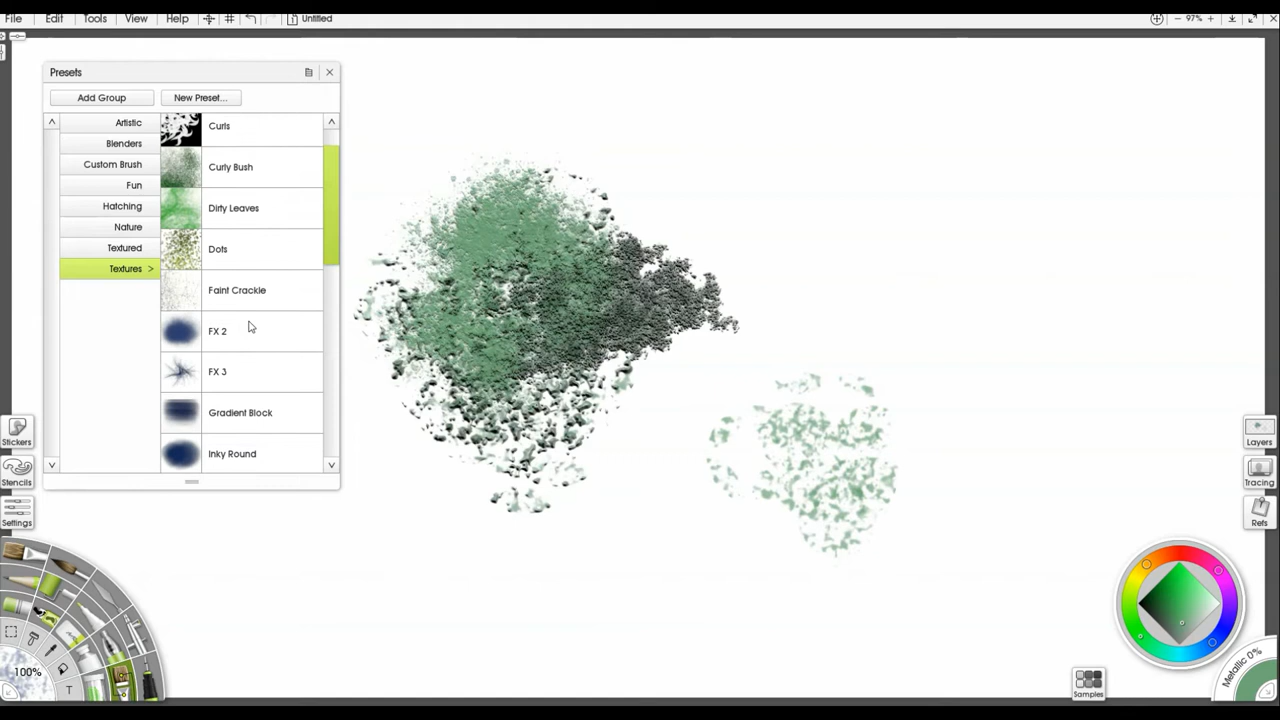 File Edit Tools View Help Untitled 97%
Presets
Add Group New Preset...
Artistic
Blenders
Custom Brush
Fun
Hatching
Nature
Textured
Textures >
Curls
Curly Bush
Dirty Leaves
Dots
Faint Crackle
FX 2
FX 3
Gradient Block
Inky Round
Stickers
Stencils
Settings
100%
T
Layers
Tracing
Refs
Samples
Metallic 0%